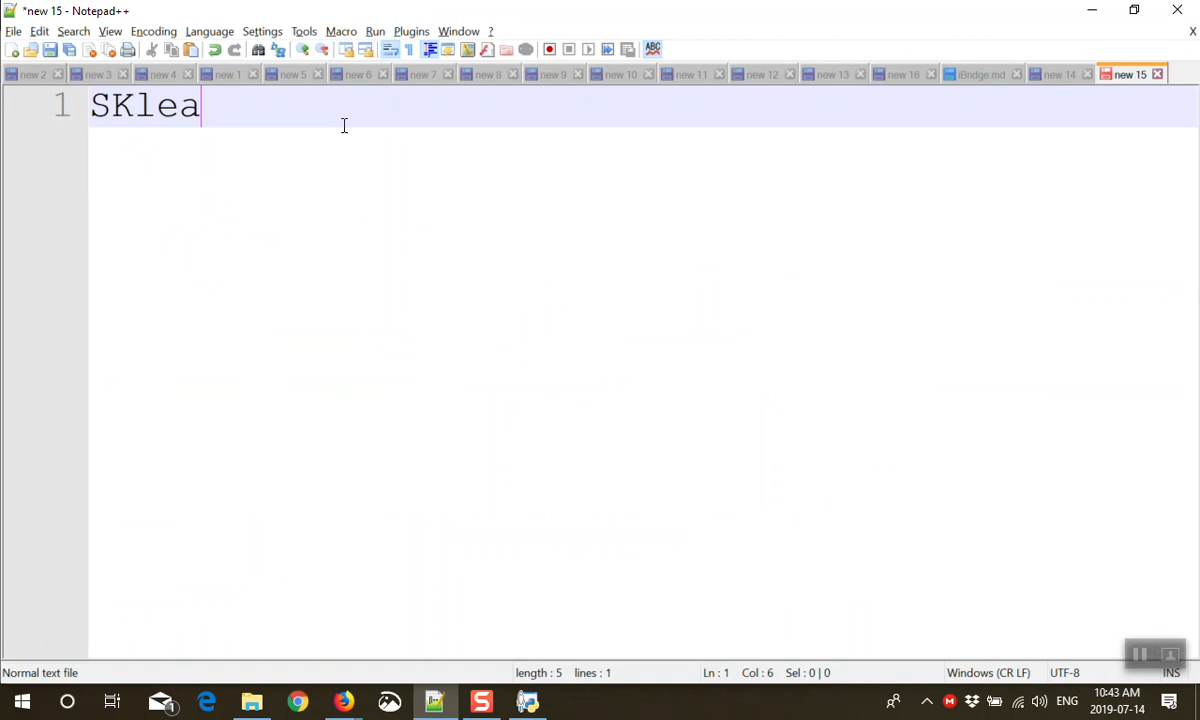 *new 15 - Notepad++
File Edit Search View Encoding Language Settings Tools Macro Run Plugins Window ? X
ABC
new 2 new 3 new 4 new 1 new 5 new 6 new 7 new 8 new 9 new 10 new 11 new 12 new 13 new 16 iBridge.md new 14 new 15
1 SKlea
Normal text file length : 5 lines : 1 Ln : 1 Col : 6 Sel : 0 | 0 Windows (CR LF) UTF-8 INS
10:43 AM
1 S M ENG
2019-07-14